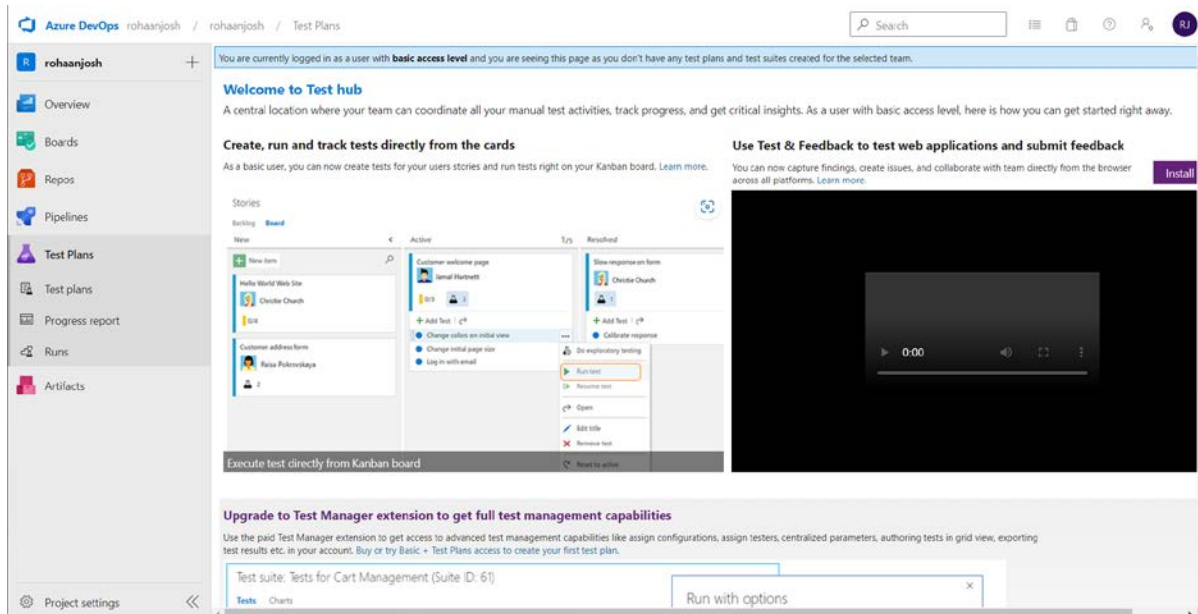 Azure DevOps rohaanjosh / rohaanjosh / Test Plans
Search
RJ
R rohaanjosh
Overview
Boards
Repos
Pipelines
Test Plans
Test plans
Progress report
Runs
Artifacts
Project settings
You are currently logged in as a user with basic access level and you are seeing this page as you don't have any test plans and test suites created for the selected team.
Welcome to Test hub
A central location where your team can coordinate all your manual test activities, track progress, and get critical insights. As a user with basic access level, here is how you can get started right away.
Create, run and track tests directly from the cards
As a basic user, you can now create tests for your users stories and run tests right on your Kanban board. Learn more.
Stories
Backlog Board
New
New item
Hello World Web Site
Christie Church
0/4
Customer address form
Raisa Pokrovskaya
2
Active 1/5
Customer welcome page
Jamal Hartnett
0/3 3
Add Test
Change colors on initial view
Change initial page size
Log in with email
Resolved
Slow response on form
Christie Church
1
Add Test
Calibrate response
Do exploratory testing
Run test
Resume test
Open
Edit title
Remove test
Reset to active
Execute test directly from Kanban board
Use Test & Feedback to test web applications and submit feedback
You can now capture findings, create issues, and collaborate with team directly from the browser
across all platforms. Learn more.
Install
0:00
Upgrade to Test Manager extension to get full test management capabilities
Use the paid Test Manager extension to get access to advanced test management capabilities like assign configurations, assign testers, centralized parameters, authoring tests in grid view, exporting
test results etc. in your account. Buy or try Basic + Test Plans access to create your first test plan.
Test suite: Tests for Cart Management (Suite ID: 61)
Tests Charts
Run with options